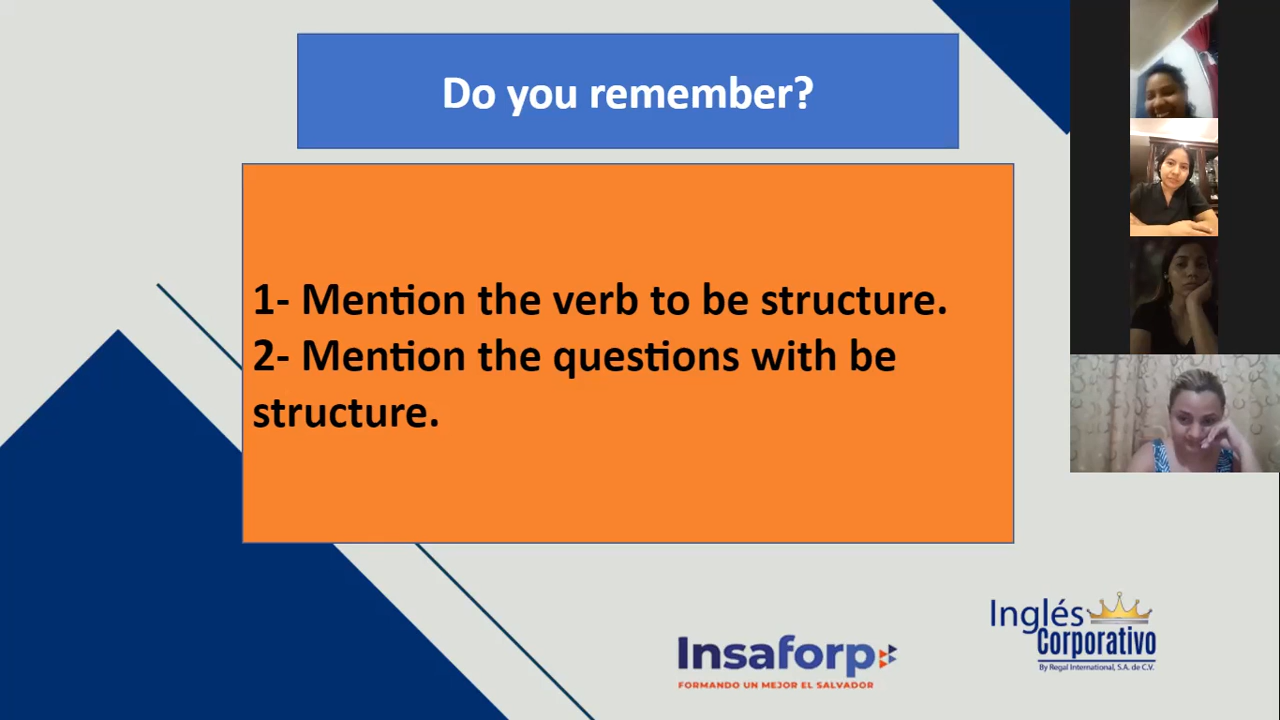 Do you remember?
1- Mention the verb to be structure.
2- Mention the questions with be
structure.
Insaforp
FORMANDO UN MEJOR EL SALVADOR
Inglés
Corporativo
By Regal International, S.A. de C.V.